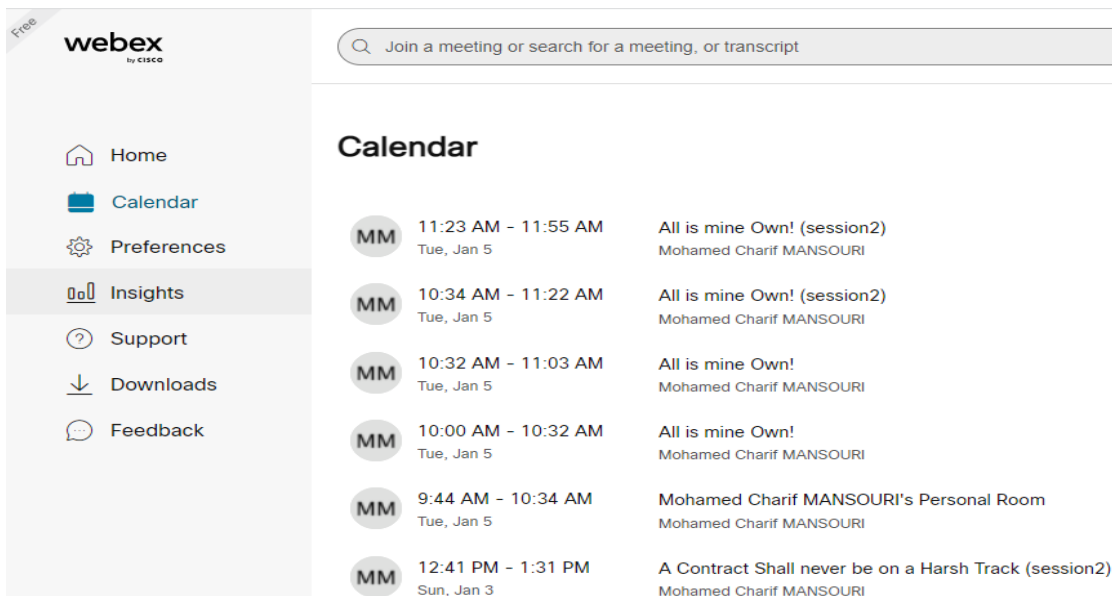 Free
webex
by CISCO
Join a meeting or search for a meeting, or transcript
Home
Calendar
Preferences
Insights
Support
Downloads
Feedback
Calendar
MM
11:23 AM - 11:55 AM
All is mine Own! (session2)
Tue, Jan 5
Mohamed Charif MANSOURI
MM
10:34 AM - 11:22 AM
All is mine Own! (session2)
Tue, Jan 5
Mohamed Charif MANSOURI
MM
10:32 AM - 11:03 AM
All is mine Own!
Tue, Jan 5
Mohamed Charif MANSOURI
MM
10:00 AM - 10:32 AM
All is mine Own!
Tue, Jan 5
Mohamed Charif MANSOURI
MM
9:44 AM - 10:34 AM
Mohamed Charif MANSOURI's Personal Room
Tue, Jan 5
Mohamed Charif MANSOURI
MM
12:41 PM - 1:31 PM
A Contract Shall never be on a Harsh Track (session2)
Sun, Jan 3
Mohamed Charif MANSOURI